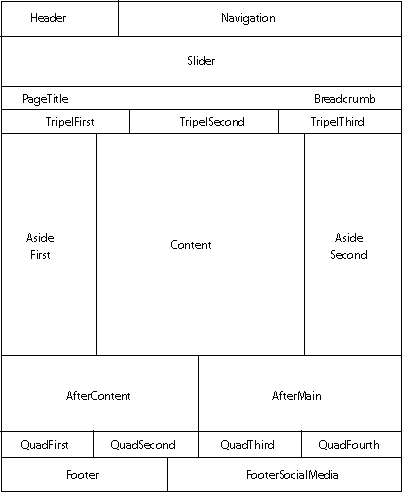 Header Navigation
Slider
PageTitle Breadcrumb
TripelFirst TripelSecond TripelThird
Aside
First
Content
Aside
Second
AfterContent AfterMain
QuadFirst QuadSecond QuadThird QuadFourth
Footer FooterSocialMedia